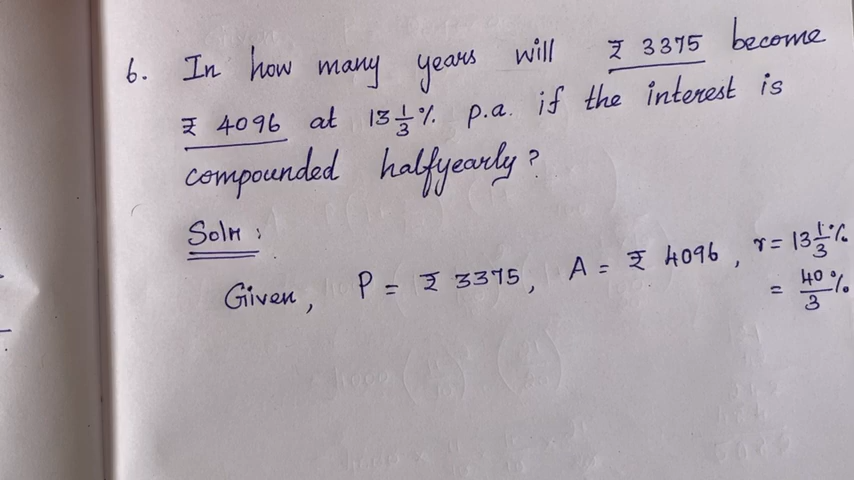 6. In how many years will ₹ 3375 become
₹ 4096 at 13 1/3 % p.a. if the interest is
compounded halfyearly?
Soln :
Given, P = ₹ 3375, A = ₹ 4096, r = 13 1/3 %
= 40/3 %